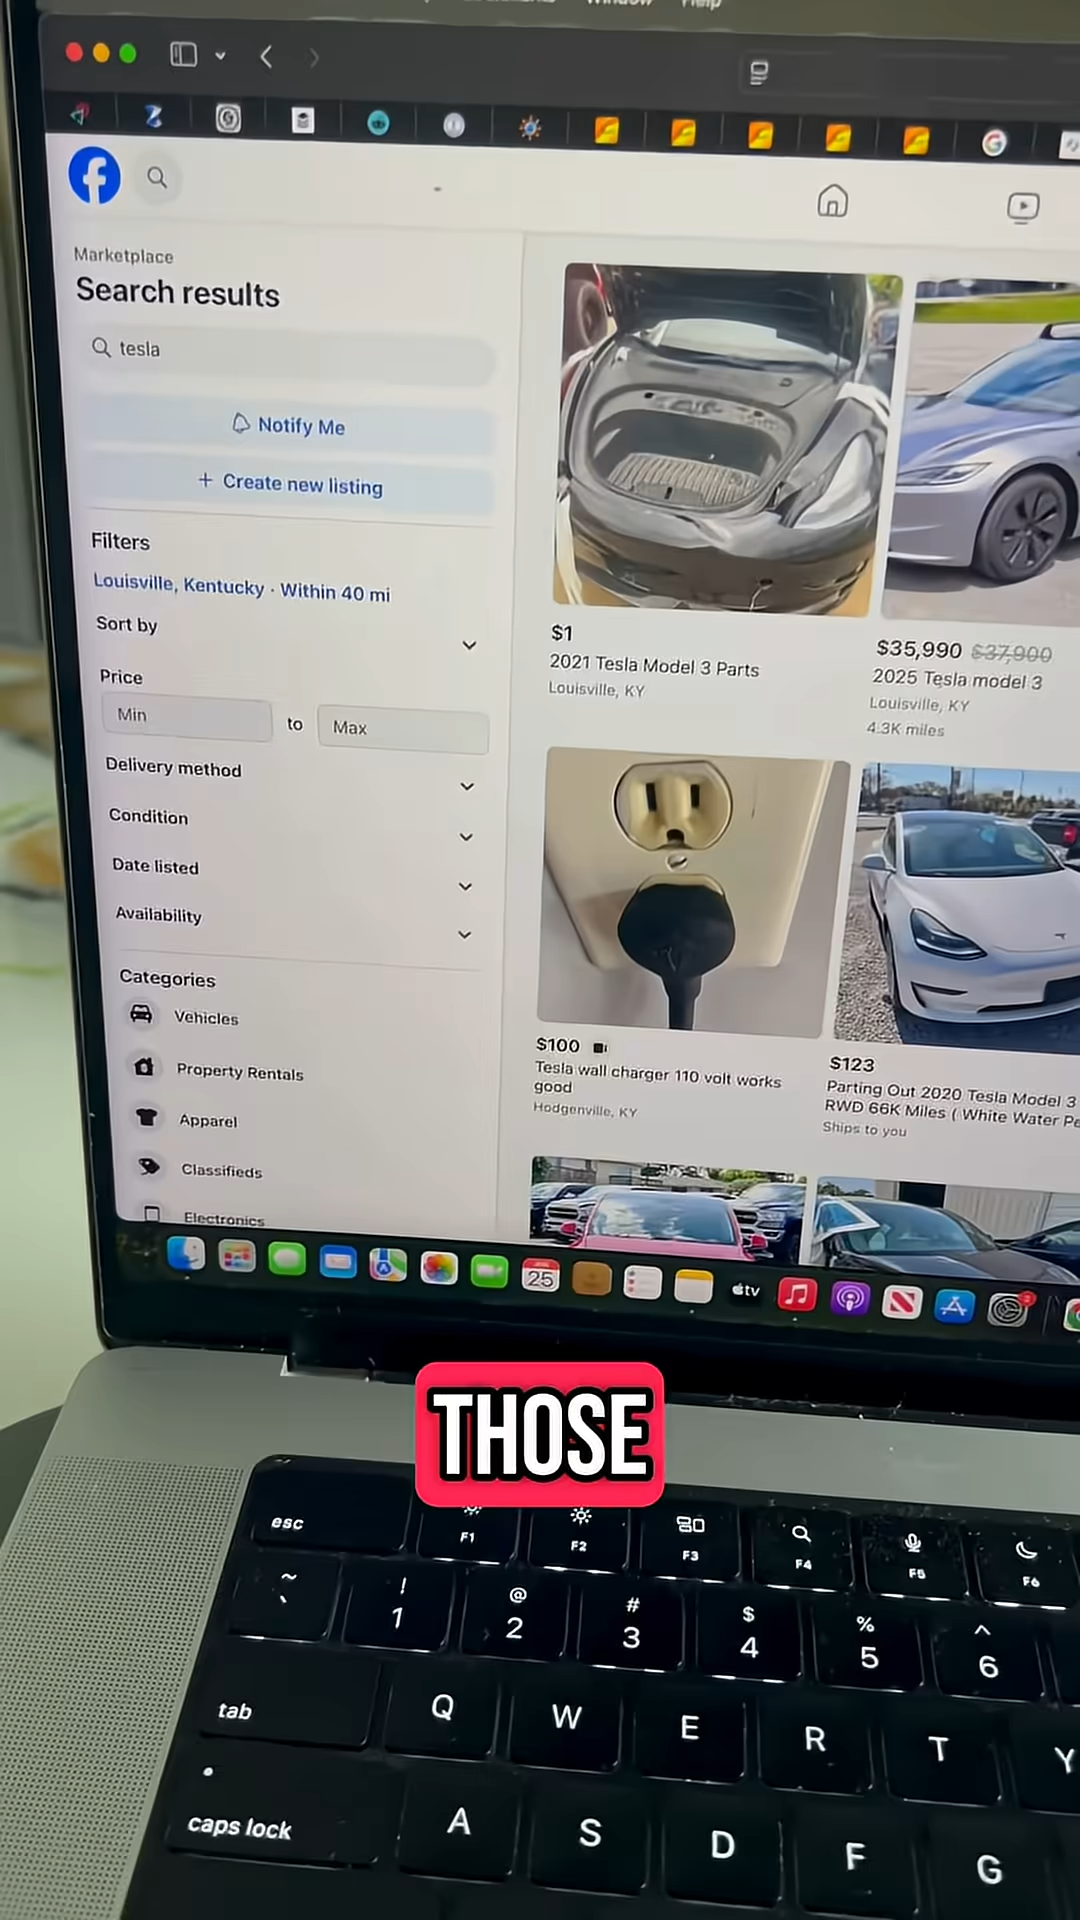 Window Help
Marketplace
Search results
tesla
Notify Me
+ Create new listing
Filters
Louisville, Kentucky · Within 40 mi
Sort by
Price
Min to Max
Delivery method
Condition
Date listed
Availability
Categories
Vehicles
Property Rentals
Apparel
Classifieds
Electronics
$1
2021 Tesla Model 3 Parts
Louisville, KY
$35,990 $37,900
2025 Tesla model 3
Louisville, KY
4.3K miles
$100
Tesla wall charger 110 volt works
good
Hodgenville, KY
$123
Parting Out 2020 Tesla Model 3
RWD 66K Miles ( White Water Pe
Ships to you
25
tv
THOSE
esc F1 F2 F3 F4 F5 F6
~ ! @ # $ % ^
` 1 2 3 4 5 6
tab Q W E R T Y
caps lock A S D F G